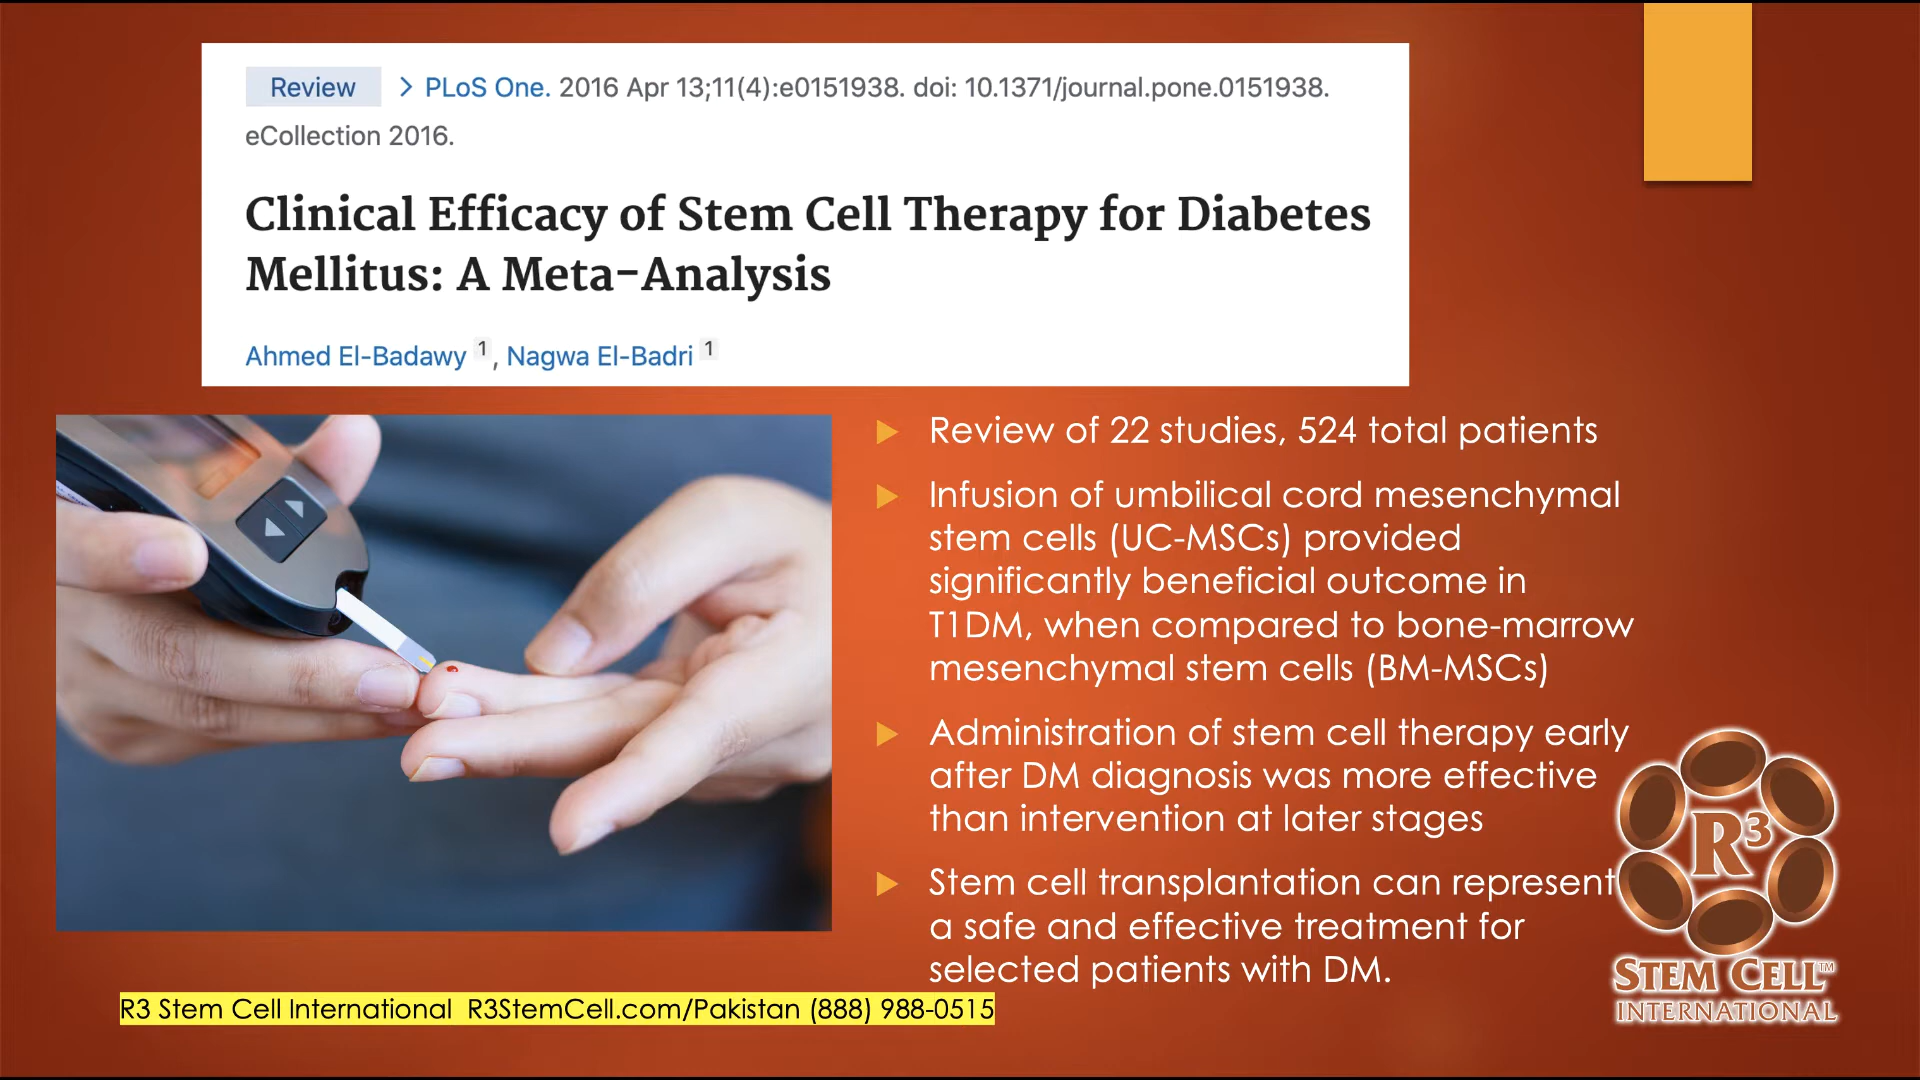 Review > PLoS One. 2016 Apr 13;11(4):e0151938. doi: 10.1371/journal.pone.0151938.
eCollection 2016.
Clinical Efficacy of Stem Cell Therapy for Diabetes
Mellitus: A Meta-Analysis
Ahmed El-Badawy 1, Nagwa El-Badri 1
Review of 22 studies, 524 total patients
Infusion of umbilical cord mesenchymal
stem cells (UC-MSCs) provided
significantly beneficial outcome in
T1DM, when compared to bone-marrow
mesenchymal stem cells (BM-MSCs)
Administration of stem cell therapy early
after DM diagnosis was more effective
than intervention at later stages
Stem cell transplantation can represent
a safe and effective treatment for
selected patients with DM.
R3
STEM CELL™
INTERNATIONAL
R3 Stem Cell International R3StemCell.com/Pakistan (888) 988-0515